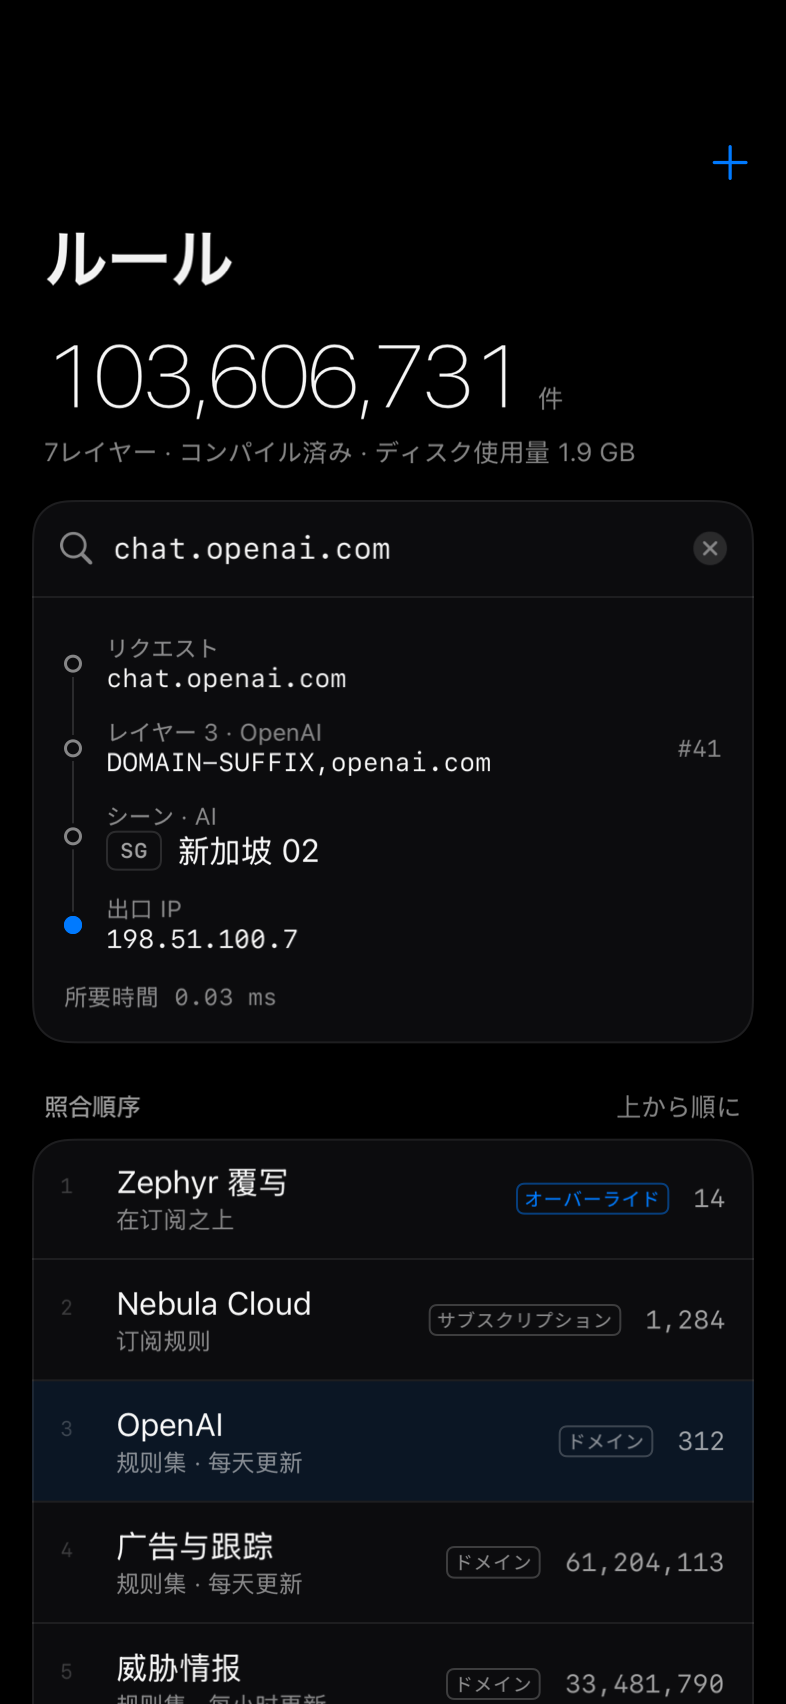 ルール
103,606,731 件
7レイヤー · コンパイル済み · ディスク使用量 1.9 GB
chat.openai.com
リクエスト
chat.openai.com
レイヤー 3 · OpenAI
DOMAIN-SUFFIX,openai.com #41
シーン · AI
SG 新加坡 02
出口 IP
198.51.100.7
所要時間 0.03 ms
照合順序 上から順に
1 Zephyr 覆写 オーバーライド 14
在订阅之上
2 Nebula Cloud サブスクリプション 1,284
订阅规则
3 OpenAI ドメイン 312
规则集 · 每天更新
4 广告与跟踪 ドメイン 61,204,113
规则集 · 每天更新
5 威胁情报 ドメイン 33,481,790
规则集 · 每小时更新